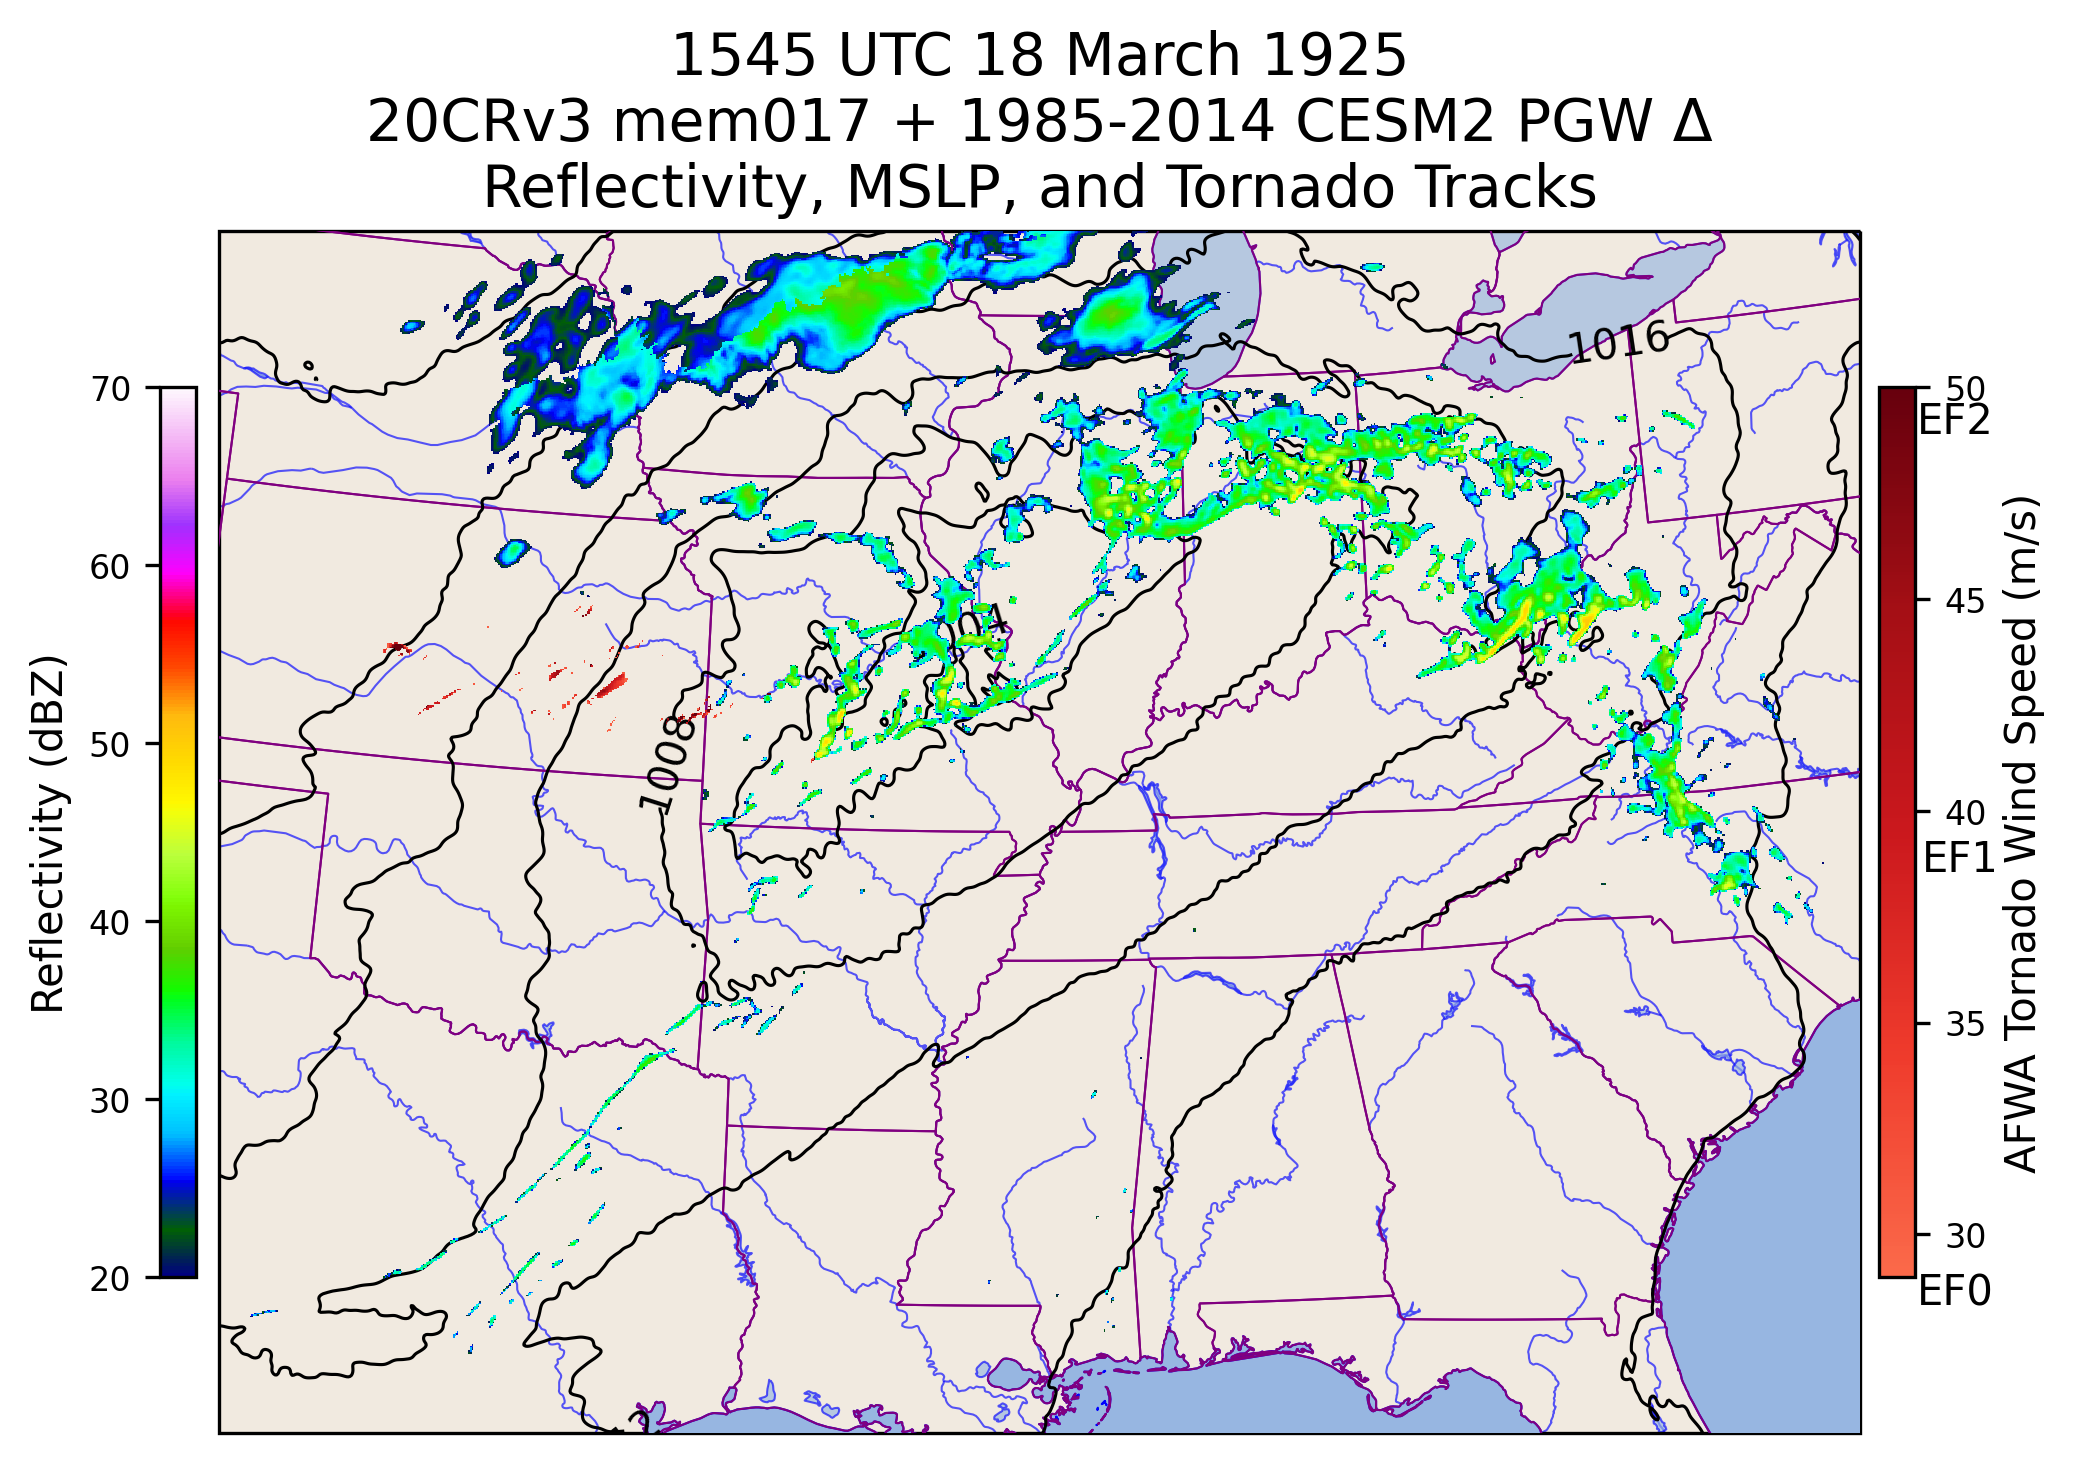 1545 UTC 18 March 1925
20CRv3 mem017 + 1985-2014 CESM2 PGW Δ
Reflectivity, MSLP, and Tornado Tracks
1016
1008
70
60
50
40
30
20
Reflectivity (dBZ)
50
EF2
45
40
EF1
35
30
EF0
AFWA Tornado Wind Speed (m/s)